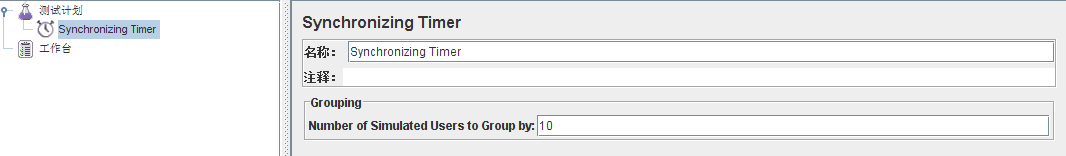 测试计划
Synchronizing Timer
工作台
Synchronizing Timer
名称： Synchronizing Timer
注释：
Grouping
Number of Simulated Users to Group by: 10